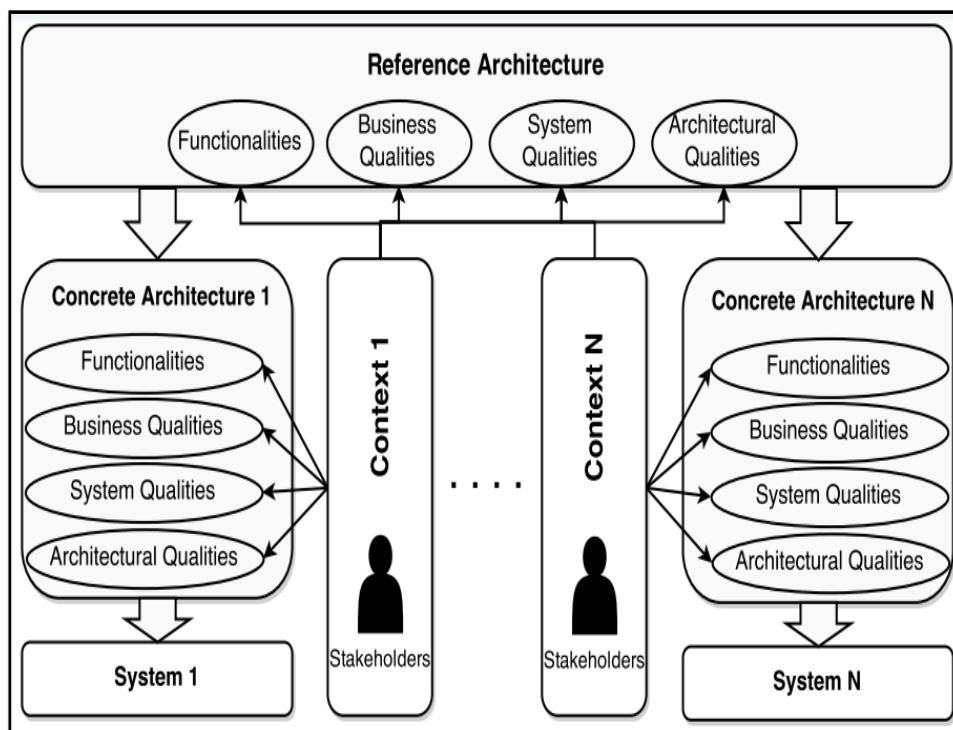 Reference Architecture
Functionalities
Business
Qualities
System
Qualities
Architectural
Qualities
Concrete Architecture 1
Functionalities
Business Qualities
System Qualities
Architectural Qualities
System 1
Context 1
Stakeholders
. . . .
Context N
Stakeholders
Concrete Architecture N
Functionalities
Business Qualities
System Qualities
Architectural Qualities
System N